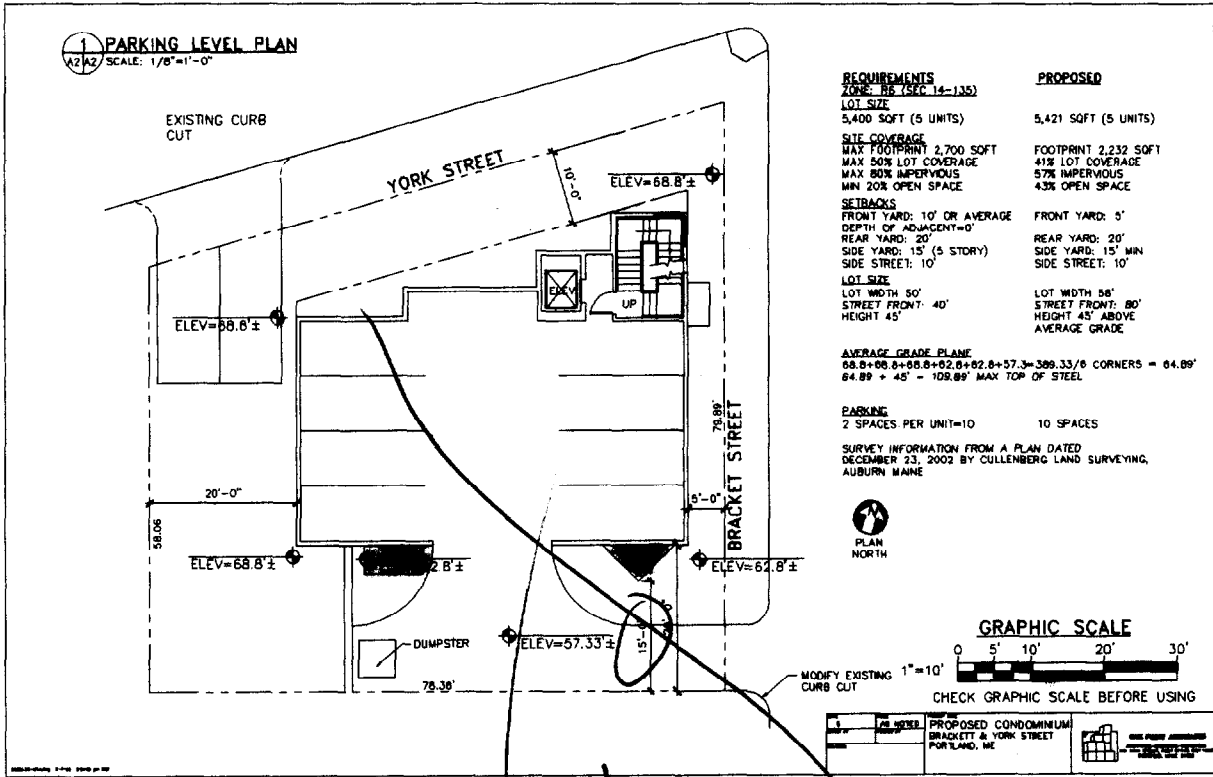 1
A2 A2
PARKING LEVEL PLAN
SCALE: 1/8"=1'-0"
EXISTING CURB
CUT
YORK STREET
10'-0"
ELEV=68.8'±
ELEV
UP
ELEV=68.8'±
BRACKET STREET
79.89'
20'-0"
5'-0"
58.06
ELEV=68.8'±
2.8'±
ELEV=62.8'±
15'-0"
DUMPSTER
ELEV=57.33'±
78.38'
MODIFY EXISTING
CURB CUT
REQUIREMENTS PROPOSED
ZONE: R6 (SEC 14-135)
LOT SIZE
5,400 SQFT (5 UNITS) 5,421 SQFT (5 UNITS)
SITE COVERAGE
MAX FOOTPRINT 2,700 SQFT FOOTPRINT 2,232 SQFT
MAX 50% LOT COVERAGE 41% LOT COVERAGE
MAX 80% IMPERVIOUS 57% IMPERVIOUS
MIN 20% OPEN SPACE 43% OPEN SPACE
SETBACKS
FRONT YARD: 10' OR AVERAGE FRONT YARD: 5'
DEPTH OF ADJACENT=0'
REAR YARD: 20' REAR YARD: 20'
SIDE YARD: 15' (5 STORY) SIDE YARD: 15' MIN
SIDE STREET: 10' SIDE STREET: 10'
LOT SIZE
LOT WIDTH 50' LOT WIDTH 58'
STREET FRONT: 40' STREET FRONT: 80'
HEIGHT 45' HEIGHT 45' ABOVE
AVERAGE GRADE
AVERAGE GRADE PLANE
68.8+68.8+68.8+62.8+62.8+57.3=389.33/6 CORNERS = 64.89'
64.89 + 45' = 109.89' MAX TOP OF STEEL
PARKING
2 SPACES PER UNIT=10 10 SPACES
SURVEY INFORMATION FROM A PLAN DATED
DECEMBER 23, 2002 BY CULLENBERG LAND SURVEYING,
AUBURN MAINE
PLAN
NORTH
GRAPHIC SCALE
1"=10' 0 5' 10' 20' 30'
CHECK GRAPHIC SCALE BEFORE USING
AS NOTED
PROPOSED CONDOMINIUM
BRACKETT & YORK STREET
PORTLAND, ME